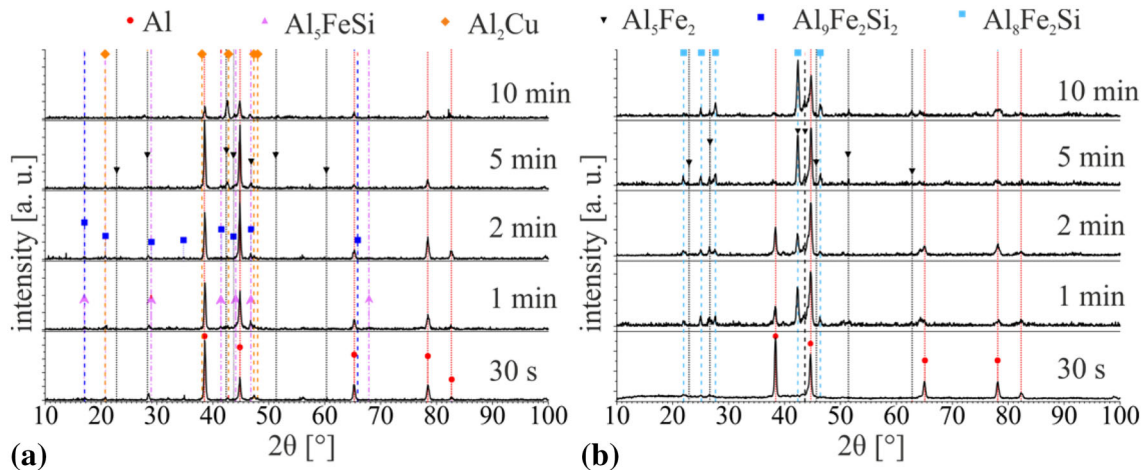 Al Al₅FeSi Al₂Cu Al₅Fe₂ Al₉Fe₂Si₂ Al₈Fe₂Si
intensity [a. u.] intensity [a. u.]
10 min 10 min
5 min 5 min
2 min 2 min
1 min 1 min
30 s 30 s
10 20 30 40 50 60 70 80 90 100 10 20 30 40 50 60 70 80 90 100
(a) 2θ [°] (b) 2θ [°]